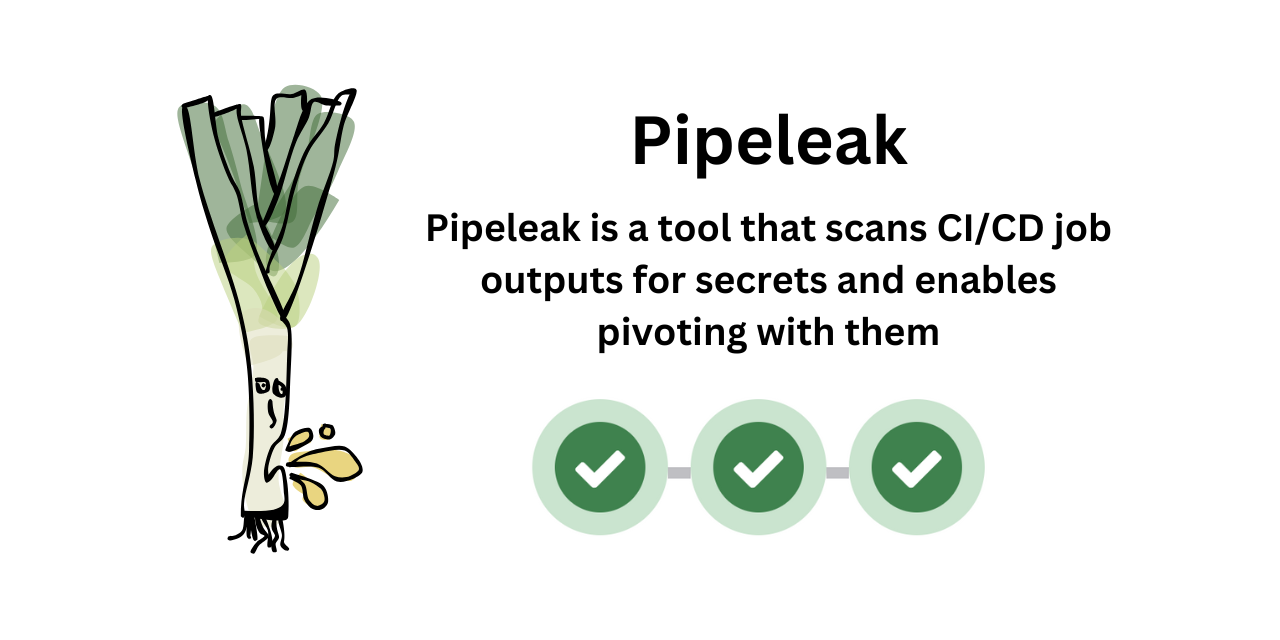 Pipeleak
Pipeleak is a tool that scans CI/CD job
outputs for secrets and enables
pivoting with them